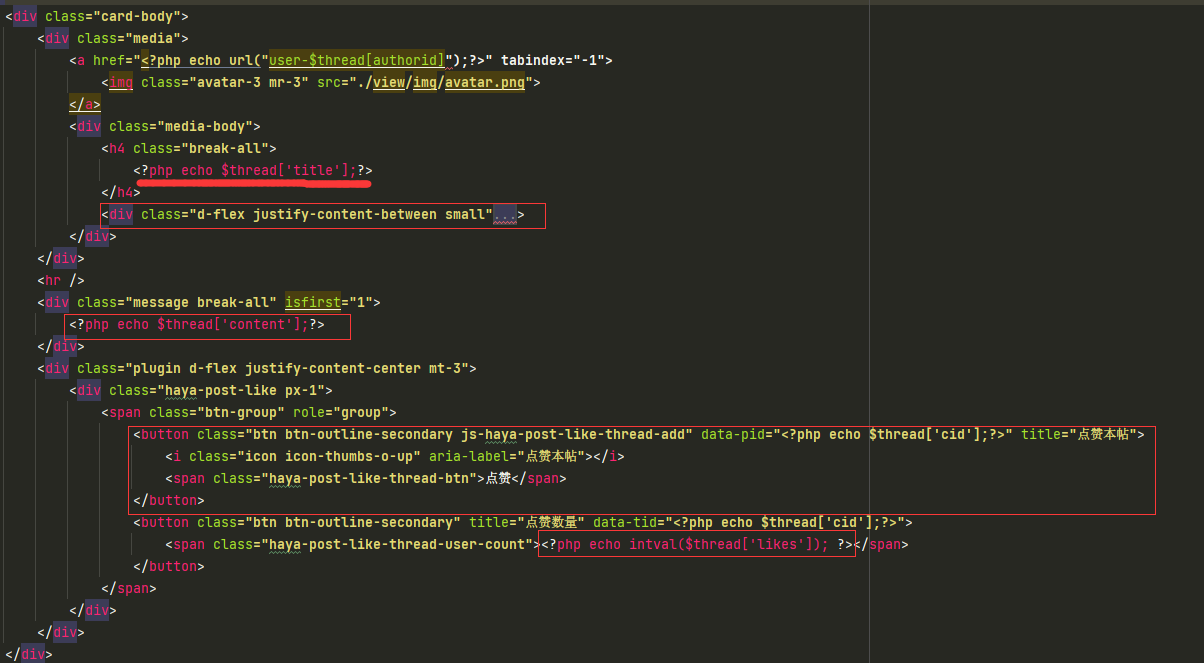 <div class="card-body">
<div class="media">
<a href="<?php echo url("user-$thread[authorid]");?>" tabindex="-1">
<img class="avatar-3 mr-3" src="./view/img/avatar.png">
</a>
<div class="media-body">
<h4 class="break-all">
<?php echo $thread['title'];?>
</h4>
<div class="d-flex justify-content-between small"...>
</div>
</div>
<hr />
<div class="message break-all" isfirst="1">
<?php echo $thread['content'];?>
</div>
<div class="plugin d-flex justify-content-center mt-3">
<div class="haya-post-like px-1">
<span class="btn-group" role="group">
<button class="btn btn-outline-secondary js-haya-post-like-thread-add" data-pid="<?php echo $thread['cid'];?>" title="点赞本帖">
<i class="icon icon-thumbs-o-up" aria-label="点赞本帖"></i>
<span class="haya-post-like-thread-btn">点赞</span>
</button>
<button class="btn btn-outline-secondary" title="点赞数量" data-tid="<?php echo $thread['cid'];?>">
<span class="haya-post-like-thread-user-count"><?php echo intval($thread['likes']); ?></span>
</button>
</span>
</div>
</div>
</div>